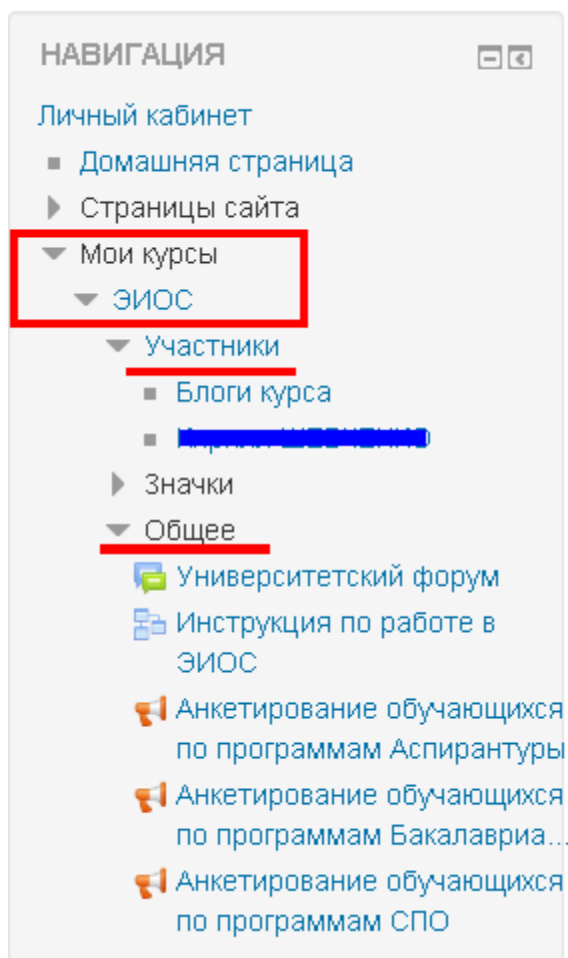 НАВИГАЦИЯ
Личный кабинет
Домашняя страница
Страницы сайта
Мои курсы
ЭИОС
Участники
Блоги курса
Значки
Общее
Университетский форум
Инструкция по работе в
ЭИОС
Анкетирование обучающихся
по программам Аспирантуры
Анкетирование обучающихся
по программам Бакалавриа...
Анкетирование обучающихся
по программам СПО